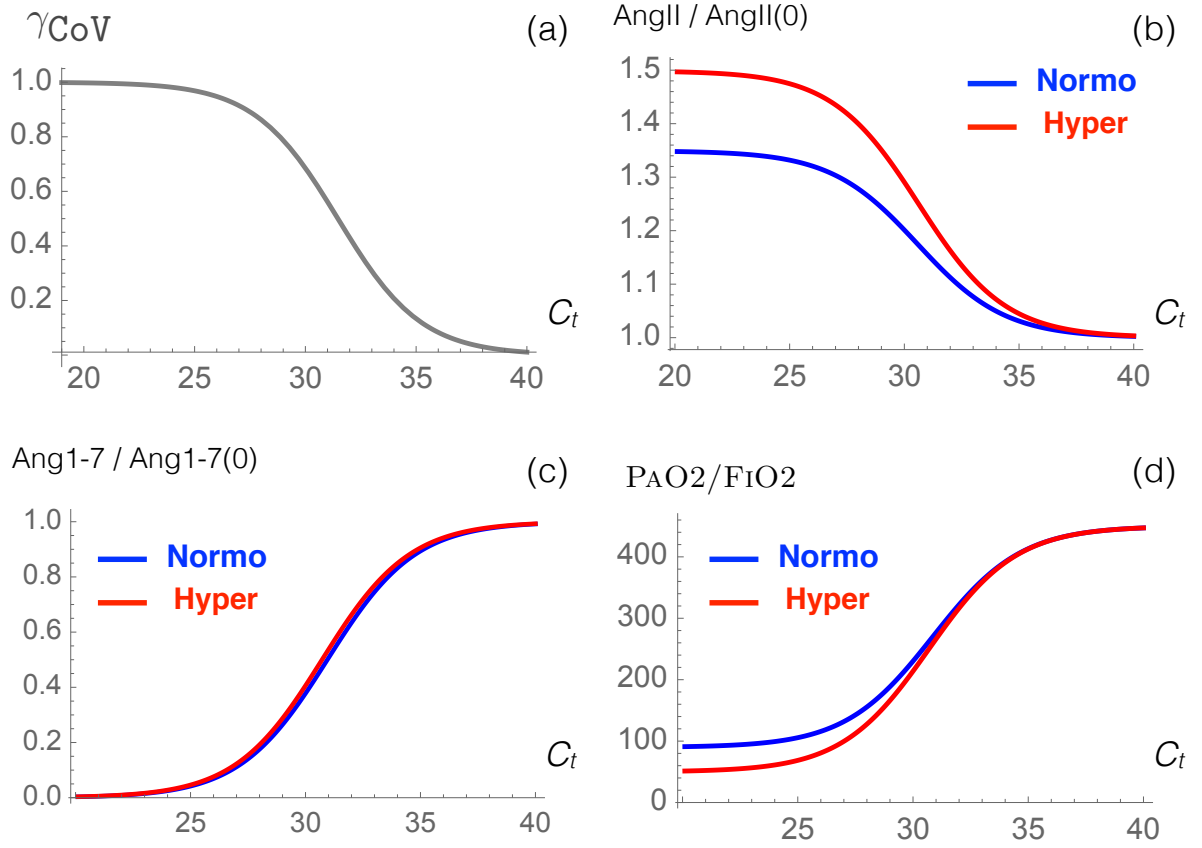 γCoV
(a)
1.0
0.8
0.6
0.4
0.2
20 25 30 35 40
Ct
AngII / AngII(0)
(b)
1.5
1.4
1.3
1.2
1.1
1.0
20 25 30 35 40
Ct
Normo
Hyper
Ang1-7 / Ang1-7(0)
(c)
1.0
0.8
0.6
0.4
0.2
0.0
25 30 35 40
Ct
Normo
Hyper
PAO2/FIO2
(d)
400
300
200
100
0
25 30 35 40
Ct
Normo
Hyper